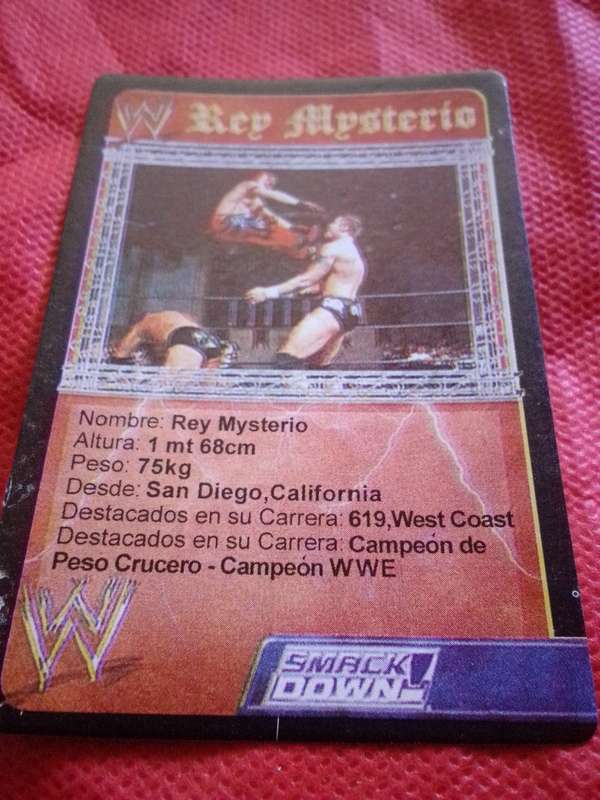 W Rey Mysterio
Nombre: Rey Mysterio
Altura: 1 mt 68cm
Peso: 75kg
Desde: San Diego,California
Destacados en su Carrera: 619,West Coast
Destacados en su Carrera: Campeón de
Peso Crucero - Campeón WWE
W
SMACK
DOWN!